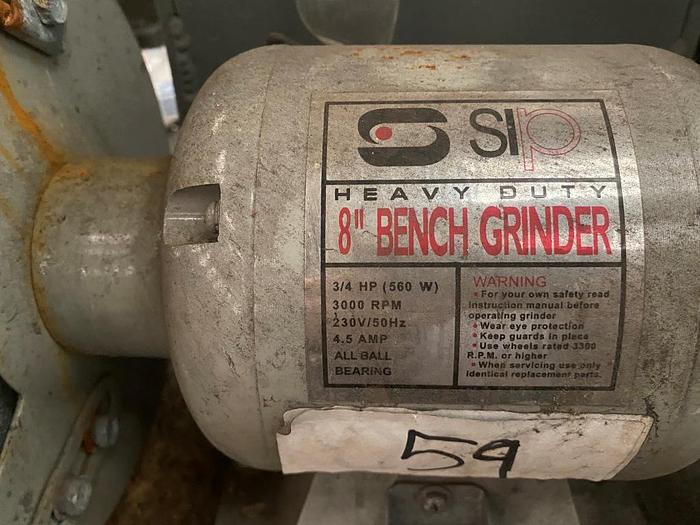 SIP
HEAVY DUTY
8" BENCH GRINDER
3/4 HP (560 W)
3000 RPM
230V/50Hz
4.5 AMP
ALL BALL
BEARING
WARNING
• For your own safety read
instruction manual before
operating grinder
• Wear eye protection
• Keep guards in place
• Use wheels rated 3300
R.P.M. or higher
• When servicing use only
identical replacement parts.
59